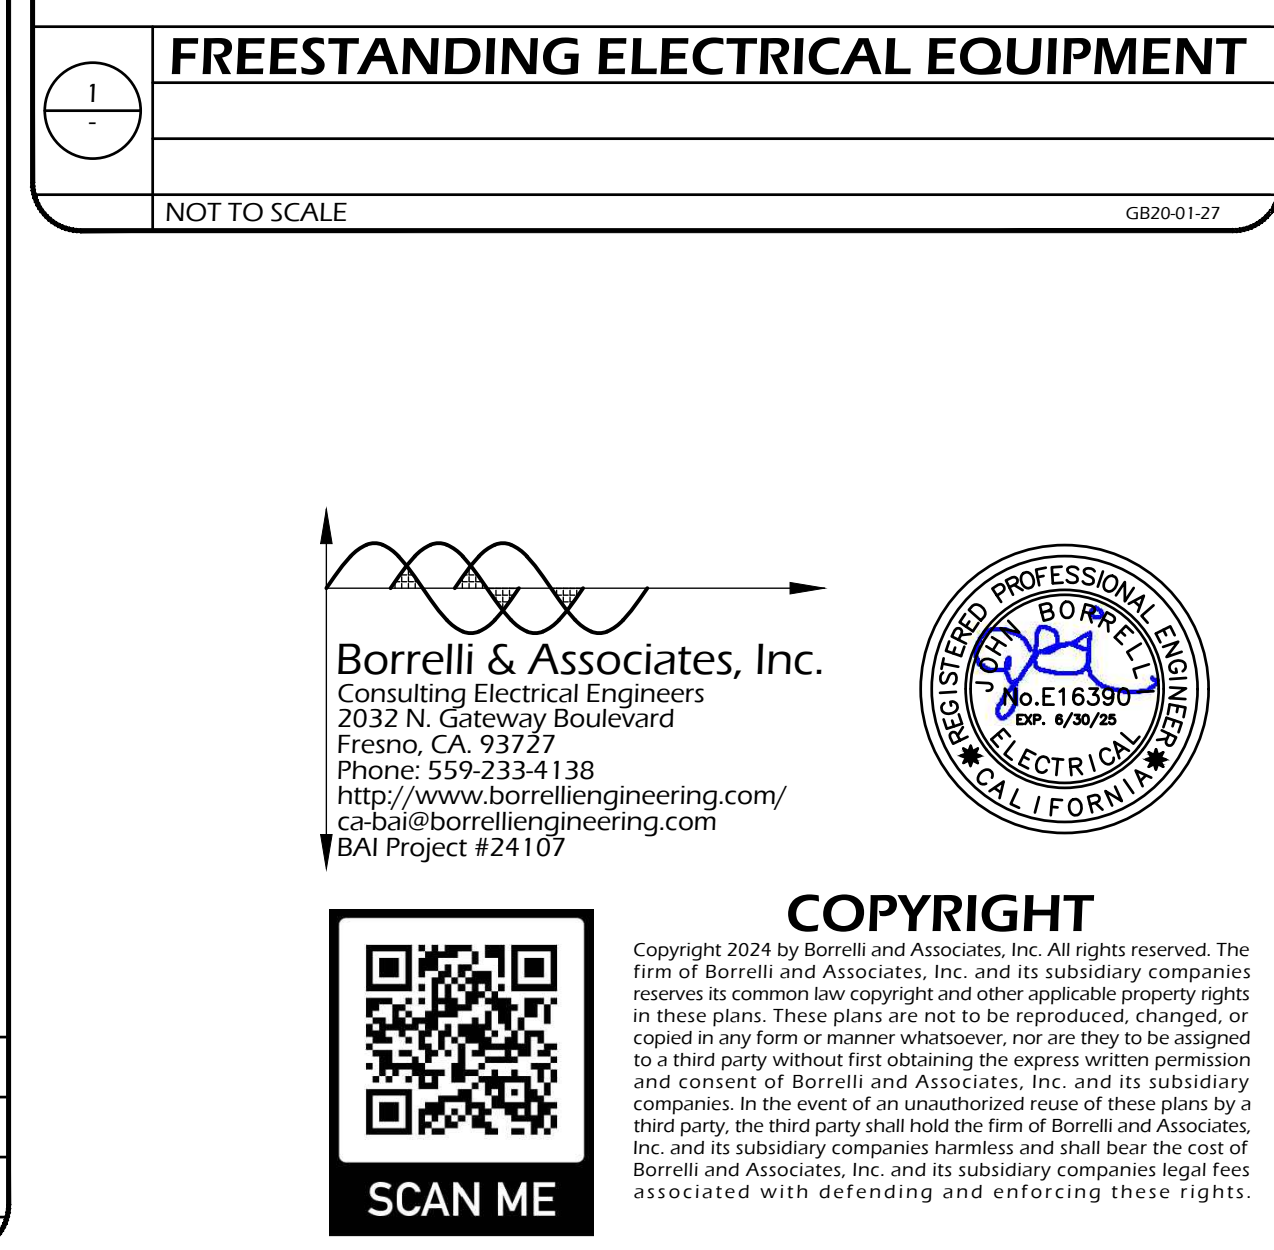 FREESTANDING ELECTRICAL EQUIPMENT
1
-
NOT TO SCALE
GB20-01-27
Borrelli & Associates, Inc.
Consulting Electrical Engineers
2032 N. Gateway Boulevard
Fresno, CA. 93727
Phone: 559-233-4138
http://www.borrelliengineering.com/
ca-bai@borrelliengineering.com
BAI Project #24107
REGISTERED PROFESSIONAL ENGINEER
JOHN BORRELLI
No.E16390
EXP. 6/30/25
ELECTRICAL
CALIFORNIA
SCAN ME
COPYRIGHT
Copyright 2024 by Borrelli and Associates, Inc. All rights reserved. The
firm of Borrelli and Associates, Inc. and its subsidiary companies
reserves its common law copyright and other applicable property rights
in these plans. These plans are not to be reproduced, changed, or
copied in any form or manner whatsoever, nor are they to be assigned
to a third party without first obtaining the express written permission
and consent of Borrelli and Associates, Inc. and its subsidiary
companies. In the event of an unauthorized reuse of these plans by a
third party, the third party shall hold the firm of Borrelli and Associates,
Inc. and its subsidiary companies harmless and shall bear the cost of
Borrelli and Associates, Inc. and its subsidiary companies legal fees
associated with defending and enforcing these rights.